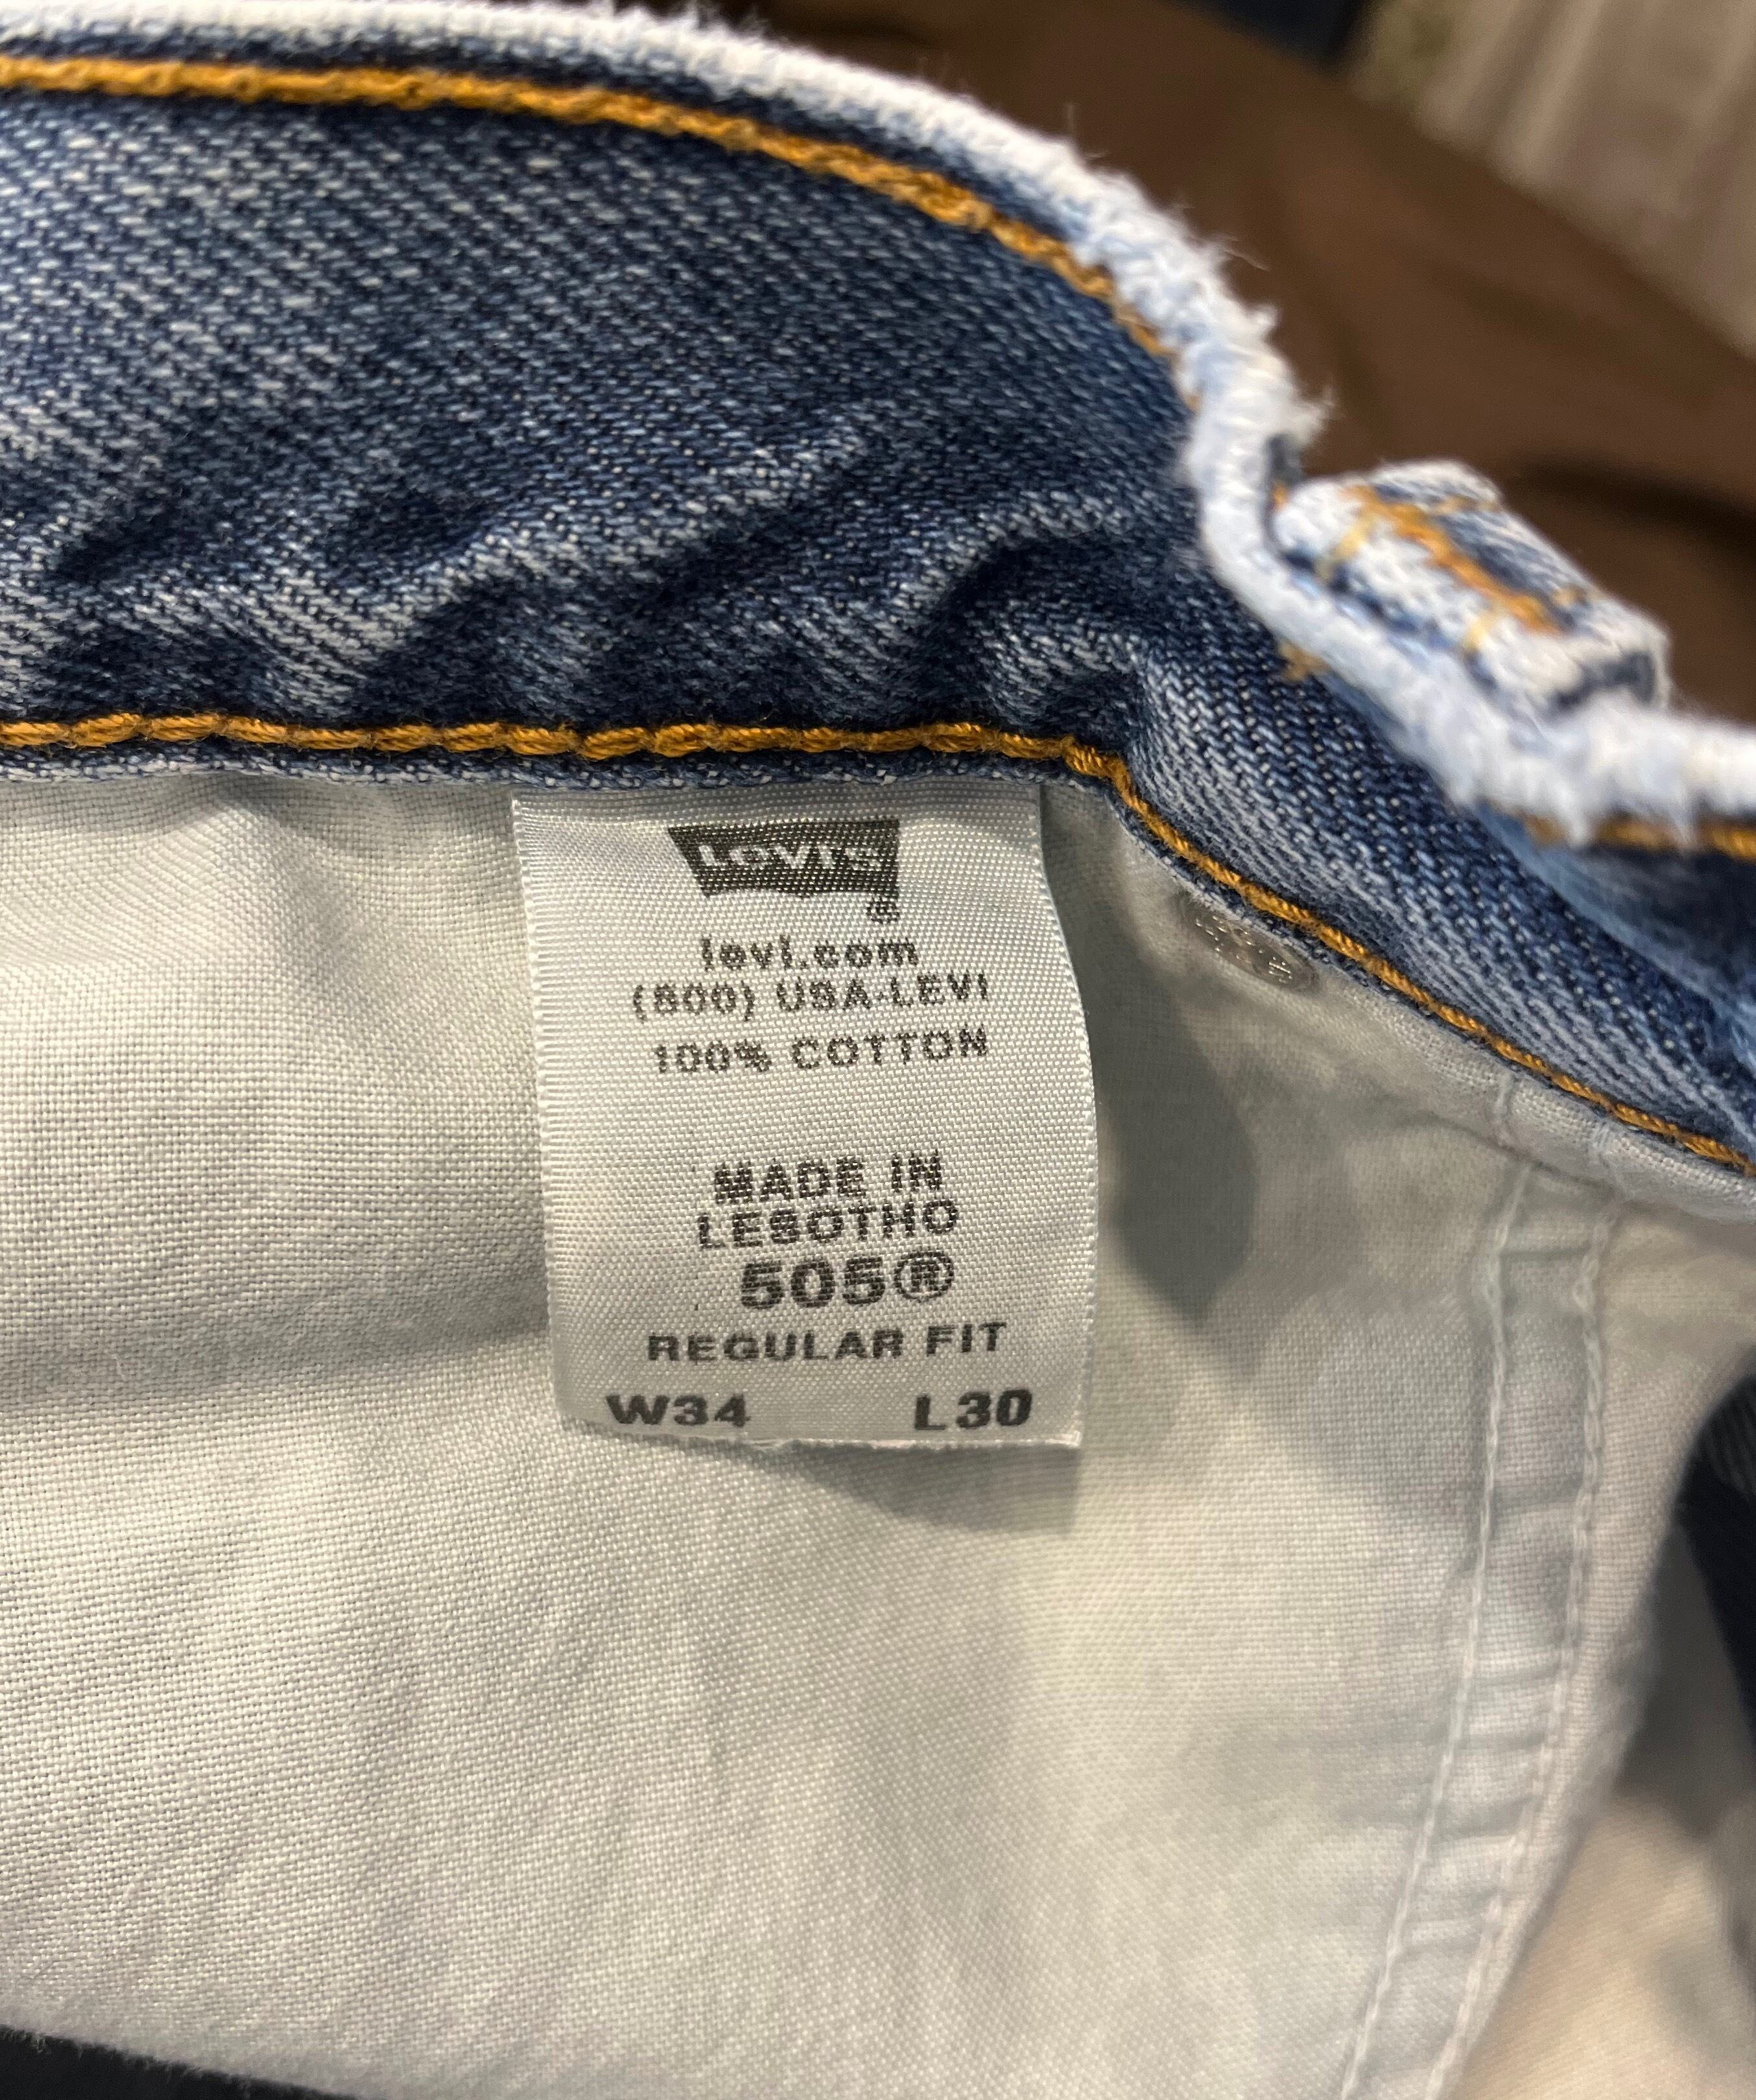 Levi's
®
levi.com
(800) USA-LEVI
100% COTTON
MADE IN
LESOTHO
505®
REGULAR FIT
W34 L30